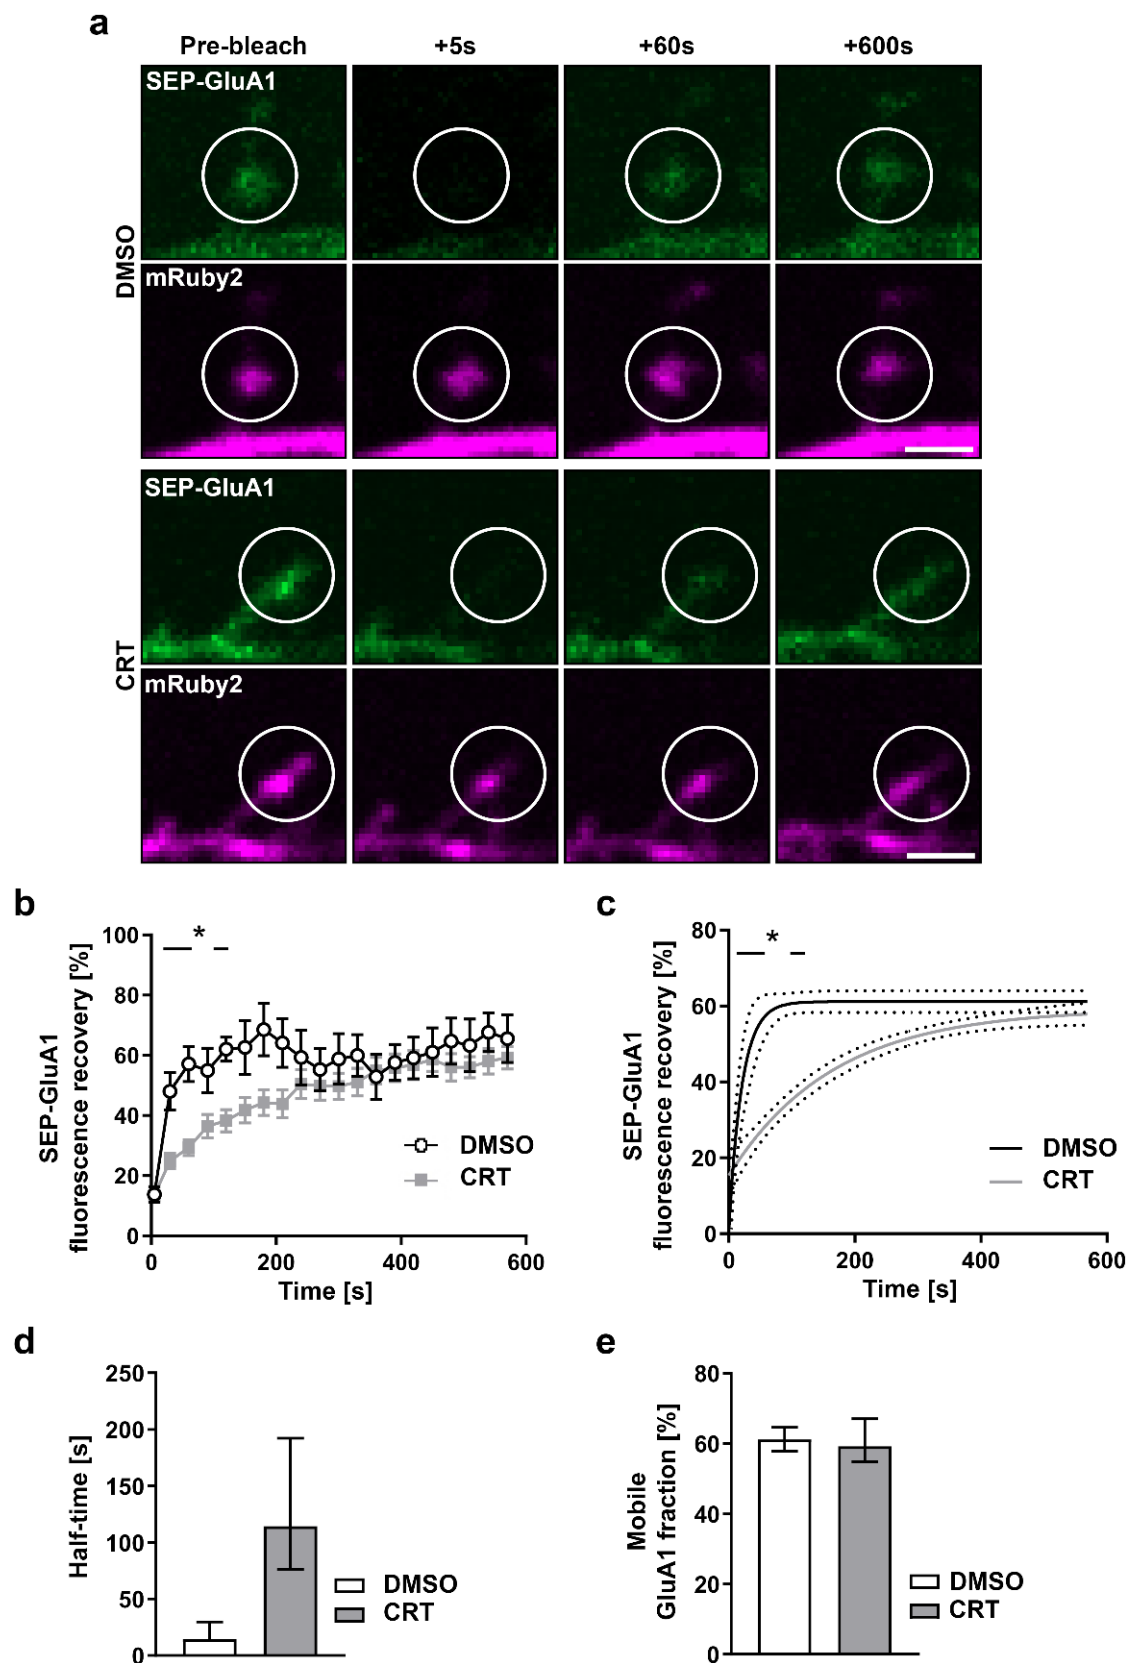 a
Pre-bleach +5s +60s +600s
SEP-GluA1
DMSO
mRuby2
SEP-GluA1
CRT
mRuby2
b
SEP-GluA1
fluorescence recovery [%]
100
80
60
40
20
0
*
DMSO
CRT
0 200 400 600
Time [s]
c
SEP-GluA1
fluorescence recovery [%]
80
60
40
20
0
*
DMSO
CRT
0 200 400 600
Time [s]
d
Half-time [s]
250
200
150
100
50
0
DMSO
CRT
e
Mobile
GluA1 fraction [%]
80
60
40
20
0
DMSO
CRT